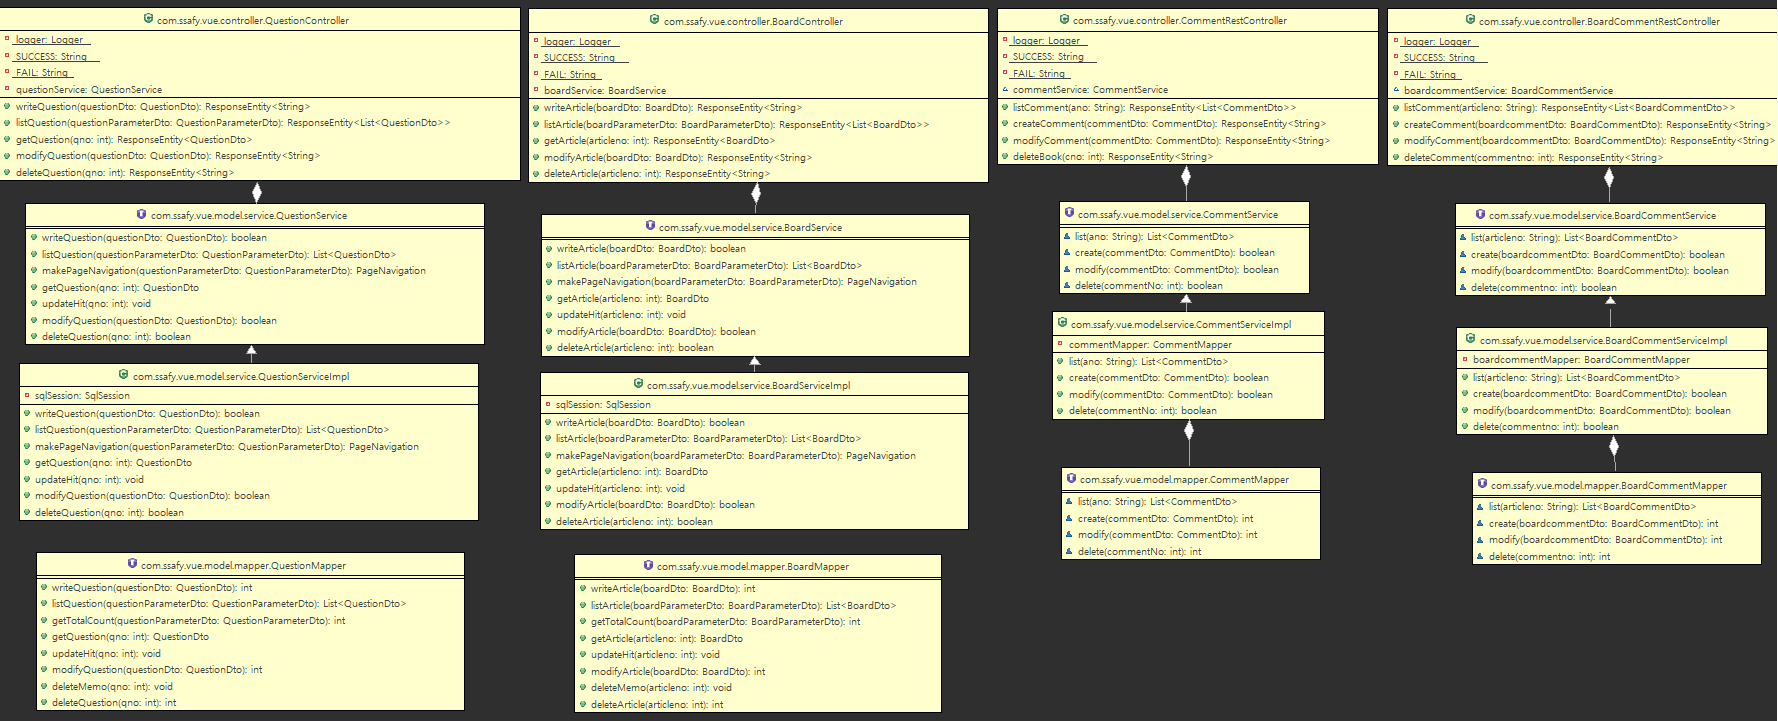 com.ssafy.vue.controller.QuestionController
logger: Logger
SUCCESS: String
FAIL: String
questionService: QuestionService
writeQuestion(questionDto: QuestionDto): ResponseEntity<String>
listQuestion(questionParameterDto: QuestionParameterDto): ResponseEntity<List<QuestionDto>>
getQuestion(qno: int): ResponseEntity<QuestionDto>
modifyQuestion(questionDto: QuestionDto): ResponseEntity<String>
deleteQuestion(qno: int): ResponseEntity<String>
com.ssafy.vue.model.service.QuestionService
writeQuestion(questionDto: QuestionDto): boolean
listQuestion(questionParameterDto: QuestionParameterDto): List<QuestionDto>
makePageNavigation(questionParameterDto: QuestionParameterDto): PageNavigation
getQuestion(qno: int): QuestionDto
updateHit(qno: int): void
modifyQuestion(questionDto: QuestionDto): boolean
deleteQuestion(qno: int): boolean
com.ssafy.vue.model.service.QuestionServiceImpl
sqlSession: SqlSession
writeQuestion(questionDto: QuestionDto): boolean
listQuestion(questionParameterDto: QuestionParameterDto): List<QuestionDto>
makePageNavigation(questionParameterDto: QuestionParameterDto): PageNavigation
getQuestion(qno: int): QuestionDto
updateHit(qno: int): void
modifyQuestion(questionDto: QuestionDto): boolean
deleteQuestion(qno: int): boolean
com.ssafy.vue.model.mapper.QuestionMapper
writeQuestion(questionDto: QuestionDto): int
listQuestion(questionParameterDto: QuestionParameterDto): List<QuestionDto>
getTotalCount(questionParameterDto: QuestionParameterDto): int
getQuestion(qno: int): QuestionDto
updateHit(qno: int): void
modifyQuestion(questionDto: QuestionDto): int
deleteMemo(qno: int): void
deleteQuestion(qno: int): int
com.ssafy.vue.controller.BoardController
logger: Logger
SUCCESS: String
FAIL: String
boardService: BoardService
writeArticle(boardDto: BoardDto): ResponseEntity<String>
listArticle(boardParameterDto: BoardParameterDto): ResponseEntity<List<BoardDto>>
getArticle(articleno: int): ResponseEntity<BoardDto>
modifyArticle(boardDto: BoardDto): ResponseEntity<String>
deleteArticle(articleno: int): ResponseEntity<String>
com.ssafy.vue.model.service.BoardService
writeArticle(boardDto: BoardDto): boolean
listArticle(boardParameterDto: BoardParameterDto): List<BoardDto>
makePageNavigation(boardParameterDto: BoardParameterDto): PageNavigation
getArticle(articleno: int): BoardDto
updateHit(articleno: int): void
modifyArticle(boardDto: BoardDto): boolean
deleteArticle(articleno: int): boolean
com.ssafy.vue.model.service.BoardServiceImpl
sqlSession: SqlSession
writeArticle(boardDto: BoardDto): boolean
listArticle(boardParameterDto: BoardParameterDto): List<BoardDto>
makePageNavigation(boardParameterDto: BoardParameterDto): PageNavigation
getArticle(articleno: int): BoardDto
updateHit(articleno: int): void
modifyArticle(boardDto: BoardDto): boolean
deleteArticle(articleno: int): boolean
com.ssafy.vue.model.mapper.BoardMapper
writeArticle(boardDto: BoardDto): int
listArticle(boardParameterDto: BoardParameterDto): List<BoardDto>
getTotalCount(boardParameterDto: BoardParameterDto): int
getArticle(articleno: int): BoardDto
updateHit(articleno: int): void
modifyArticle(boardDto: BoardDto): int
deleteMemo(articleno: int): void
deleteArticle(articleno: int): int
com.ssafy.vue.controller.CommentRestController
logger: Logger
SUCCESS: String
FAIL: String
commentService: CommentService
listComment(ano: String): ResponseEntity<List<CommentDto>>
createComment(commentDto: CommentDto): ResponseEntity<String>
modifyComment(commentDto: CommentDto): ResponseEntity<String>
deleteBook(cno: int): ResponseEntity<String>
com.ssafy.vue.model.service.CommentService
list(ano: String): List<CommentDto>
create(commentDto: CommentDto): boolean
modify(commentDto: CommentDto): boolean
delete(commentNo: int): boolean
com.ssafy.vue.model.service.CommentServiceImpl
commentMapper: CommentMapper
list(ano: String): List<CommentDto>
create(commentDto: CommentDto): boolean
modify(commentDto: CommentDto): boolean
delete(commentNo: int): boolean
com.ssafy.vue.model.mapper.CommentMapper
list(ano: String): List<CommentDto>
create(commentDto: CommentDto): int
modify(commentDto: CommentDto): int
delete(commentNo: int): int
com.ssafy.vue.controller.BoardCommentRestController
logger: Logger
SUCCESS: String
FAIL: String
boardcommentService: BoardCommentService
listComment(articleno: String): ResponseEntity<List<BoardCommentDto>>
createComment(boardcommentDto: BoardCommentDto): ResponseEntity<String>
modifyComment(boardcommentDto: BoardCommentDto): ResponseEntity<String>
deleteComment(commentno: int): ResponseEntity<String>
com.ssafy.vue.model.service.BoardCommentService
list(articleno: String): List<BoardCommentDto>
create(boardcommentDto: BoardCommentDto): boolean
modify(boardcommentDto: BoardCommentDto): boolean
delete(commentno: int): boolean
com.ssafy.vue.model.service.BoardCommentServiceImpl
boardcommentMapper: BoardCommentMapper
list(articleno: String): List<BoardCommentDto>
create(boardcommentDto: BoardCommentDto): boolean
modify(boardcommentDto: BoardCommentDto): boolean
delete(commentno: int): boolean
com.ssafy.vue.model.mapper.BoardCommentMapper
list(articleno: String): List<BoardCommentDto>
create(boardcommentDto: BoardCommentDto): int
modify(boardcommentDto: BoardCommentDto): int
delete(commentno: int): int